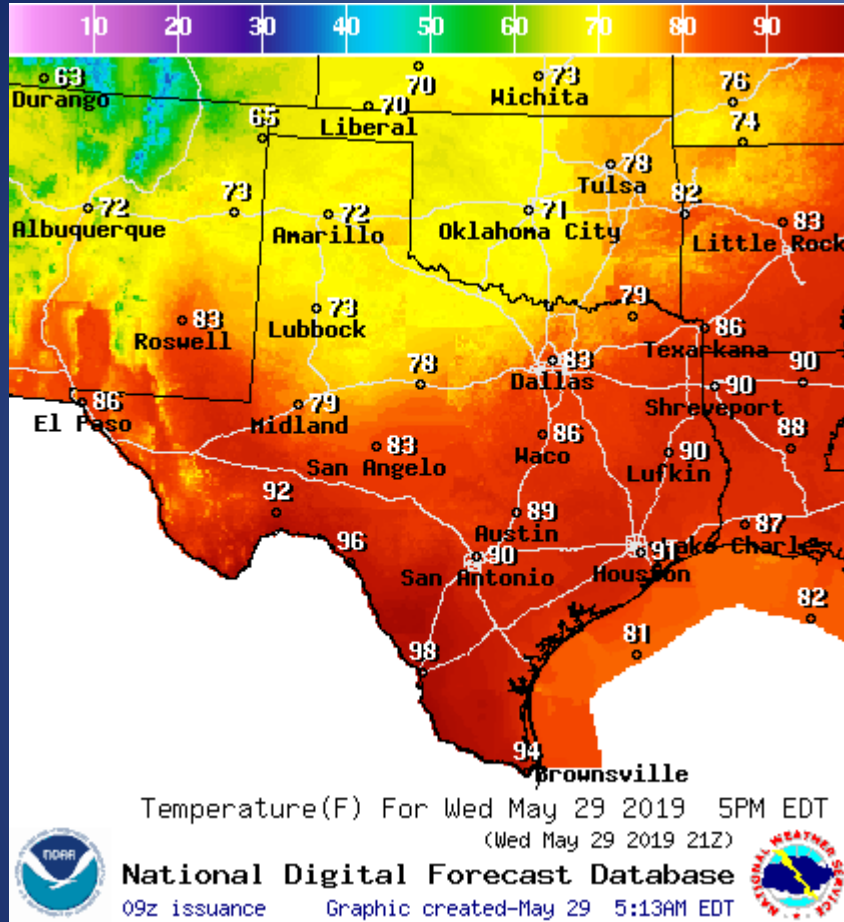 10 20 30 40 50 60 70 80 90
63
Durango
70
73
Wichita
76
70
Liberal
65
74
78
Tulsa
72
Albuquerque
73
72
Amarillo
71
Oklahoma City
82
83
Little Rock
83
Roswell
73
Lubbock
79
86
Texarkana
78
83
Dallas
90
Shreveport
90
86
El Paso
79
Midland
83
San Angelo
86
Waco
90
Lufkin
88
92
89
Austin
87
Lake Charles
96
90
San Antonio
91
Houston
82
81
98
94
Brownsville
Temperature(F) For Wed May 29 2019 5PM EDT
(Wed May 29 2019 21Z)
National Digital Forecast Database
09z issuance Graphic created-May 29 5:13AM EDT
NOAA
NATIONAL WEATHER SERVICE